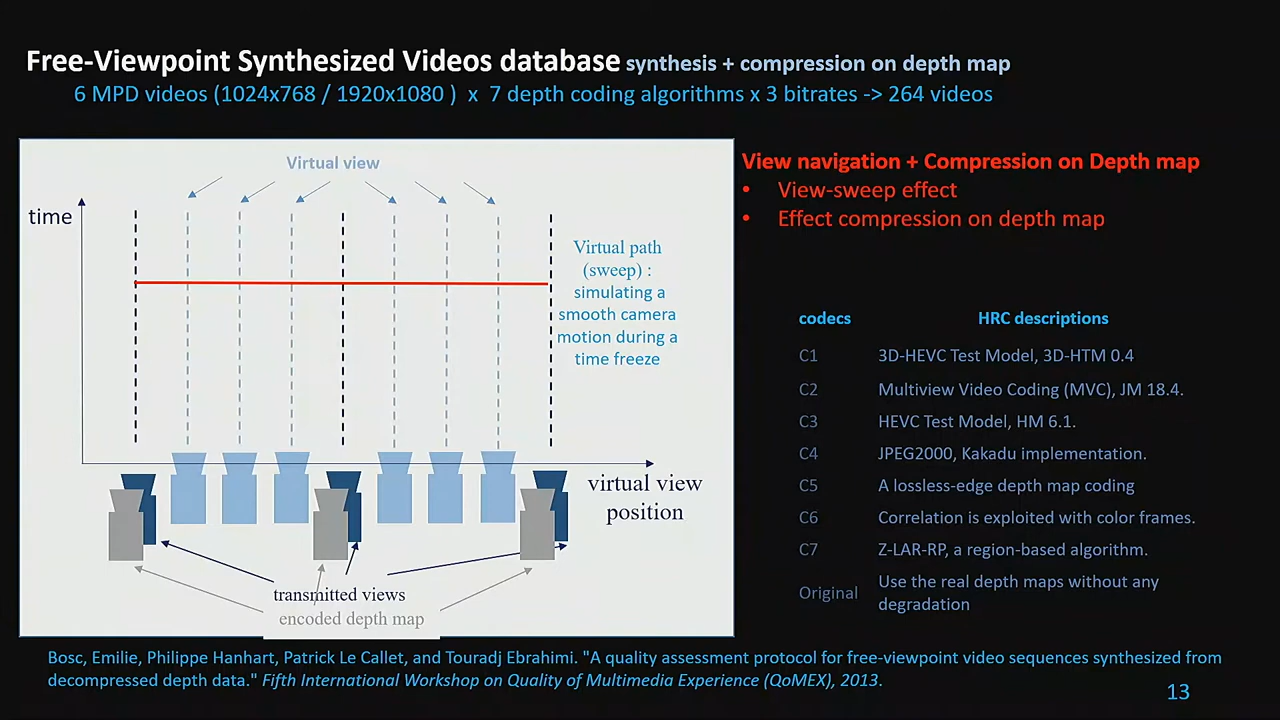 Free-Viewpoint Synthesized Videos database synthesis + compression on depth map
6 MPD videos (1024x768 / 1920x1080 ) x 7 depth coding algorithms x 3 bitrates -> 264 videos
Virtual view
time
Virtual path
(sweep) :
simulating a
smooth camera
motion during a
time freeze
virtual view
position
transmitted views
encoded depth map
View navigation + Compression on Depth map
• View-sweep effect
• Effect compression on depth map
codecs HRC descriptions
C1 3D-HEVC Test Model, 3D-HTM 0.4
C2 Multiview Video Coding (MVC), JM 18.4.
C3 HEVC Test Model, HM 6.1.
C4 JPEG2000, Kakadu implementation.
C5 A lossless-edge depth map coding
C6 Correlation is exploited with color frames.
C7 Z-LAR-RP, a region-based algorithm.
Original Use the real depth maps without any
degradation
Bosc, Emilie, Philippe Hanhart, Patrick Le Callet, and Touradj Ebrahimi. "A quality assessment protocol for free-viewpoint video sequences synthesized from
decompressed depth data." Fifth International Workshop on Quality of Multimedia Experience (QoMEX), 2013.
13